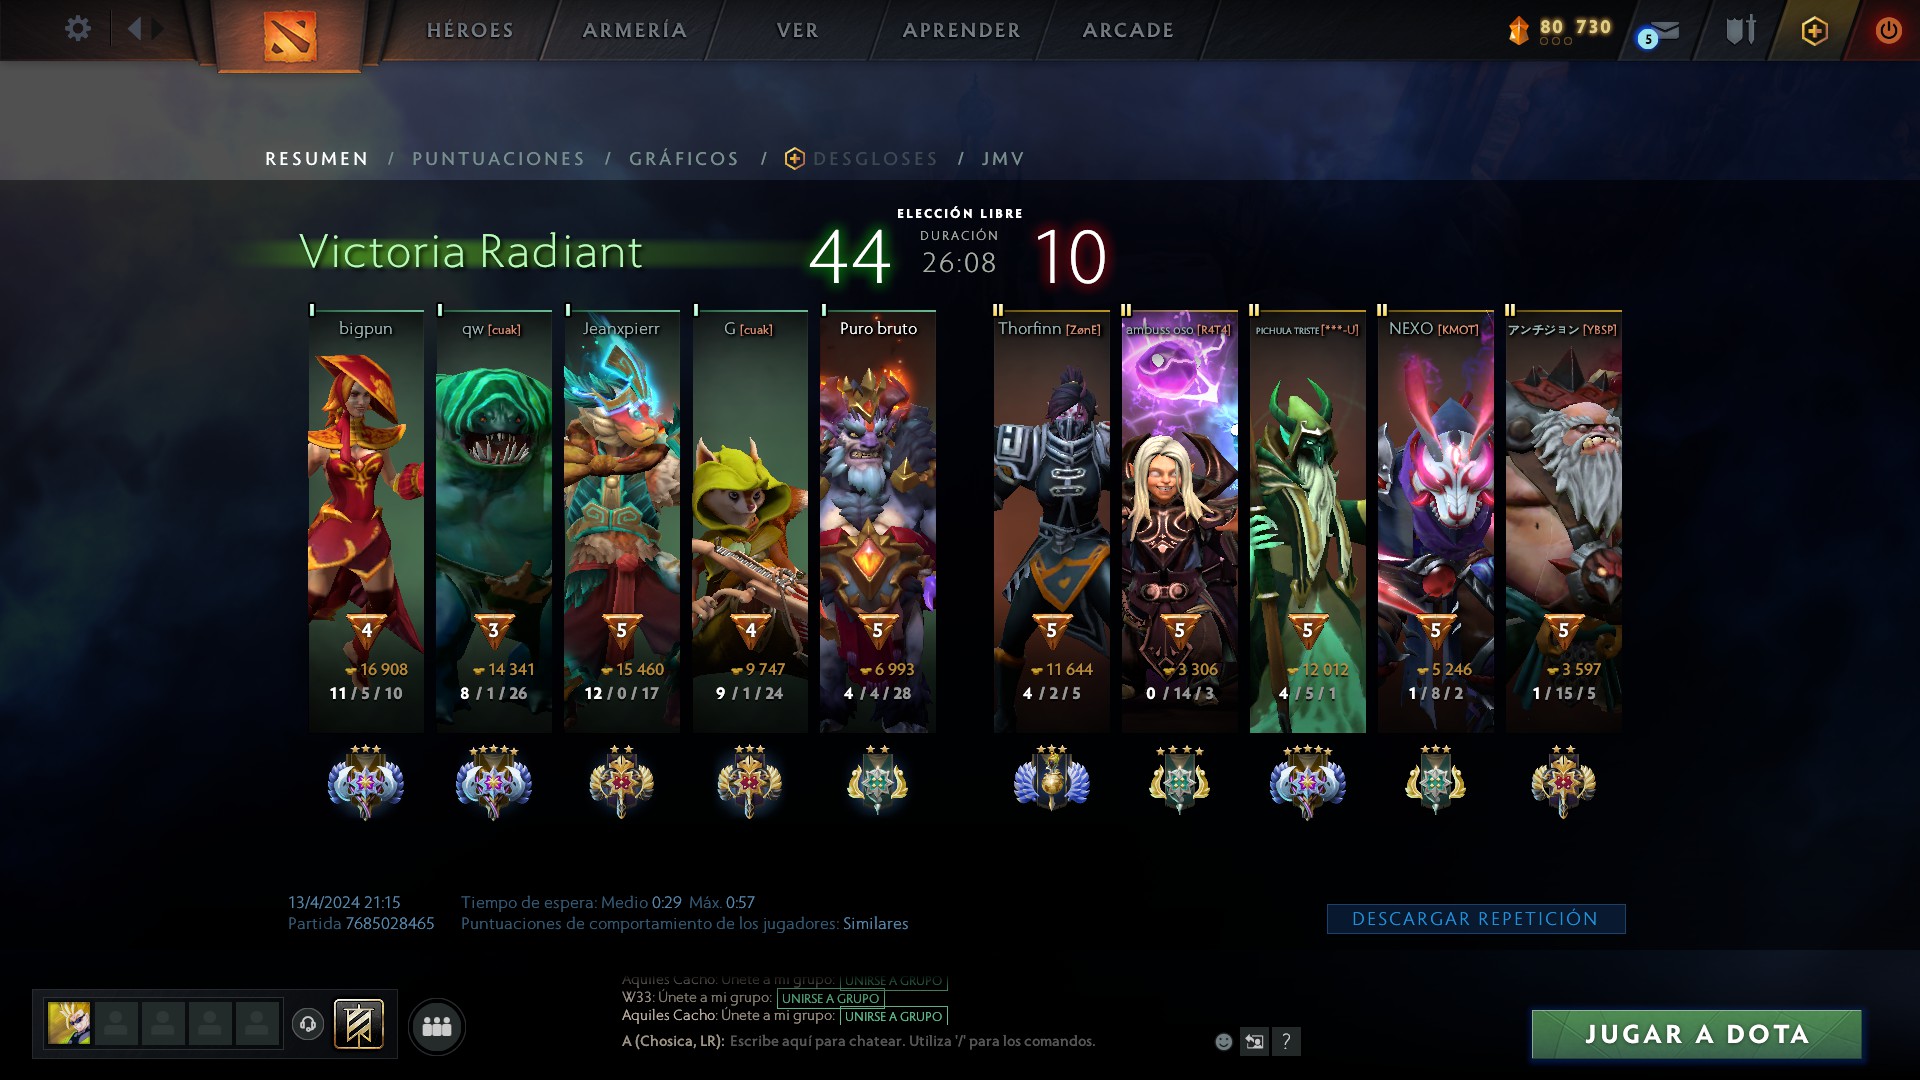 HÉROES
ARMERÍA
VER
APRENDER
ARCADE
80 730
5
RESUMEN / PUNTUACIONES / GRÁFICOS / DESGLOSES / JMV
ELECCIÓN LIBRE
Victoria Radiant
44
DURACIÓN
26:08
10
bigpun
qw [cuak]
Jeanxpierr
G [cuak]
Puro bruto
Thorfinn [ZønE]
ambuss oso [R4T4]
PICHULA TRISTE [***-U]
NEXO [KMOT]
アンチジョン [YBSP]
4 3 5 4 5 5 5 5 5 5
16 908
14 341
15 460
9 747
6 993
11 644
3 306
12 012
5 246
3 597
11 / 5 / 10
8 / 1 / 26
12 / 0 / 17
9 / 1 / 24
4 / 4 / 28
4 / 2 / 5
0 / 14 / 3
4 / 5 / 1
1 / 8 / 2
1 / 15 / 5
13/4/2024 21:15
Tiempo de espera: Medio 0:29 Máx. 0:57
Partida 7685028465
Puntuaciones de comportamiento de los jugadores: Similares
DESCARGAR REPETICIÓN
Aquiles Cacho: Únete a mi grupo: UNIRSE A GRUPO
W33: Únete a mi grupo: UNIRSE A GRUPO
Aquiles Cacho: Únete a mi grupo: UNIRSE A GRUPO
A (Chosica, LR): Escribe aquí para chatear. Utiliza '/' para los comandos.
?
JUGAR A DOTA